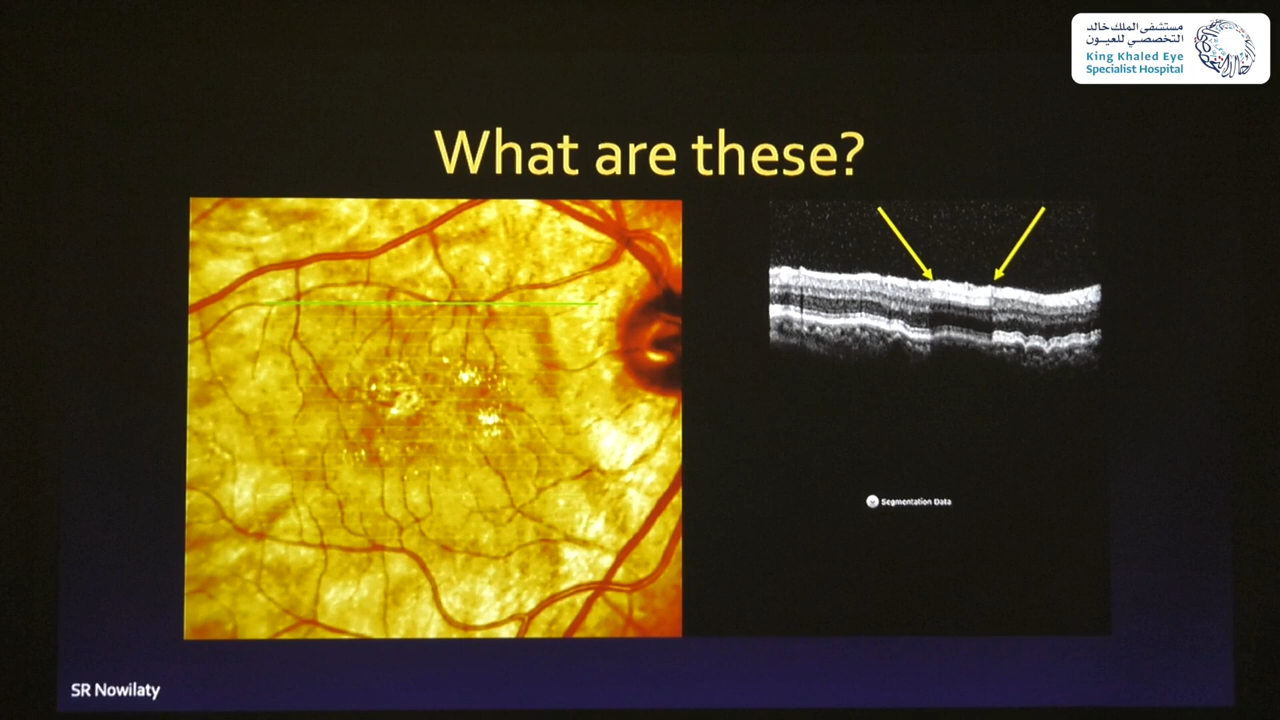 مستشفى الملك خالد
التخصصي للعيون
King Khaled Eye
Specialist Hospital
What are these?
Segmentation Data
SR Nowilaty